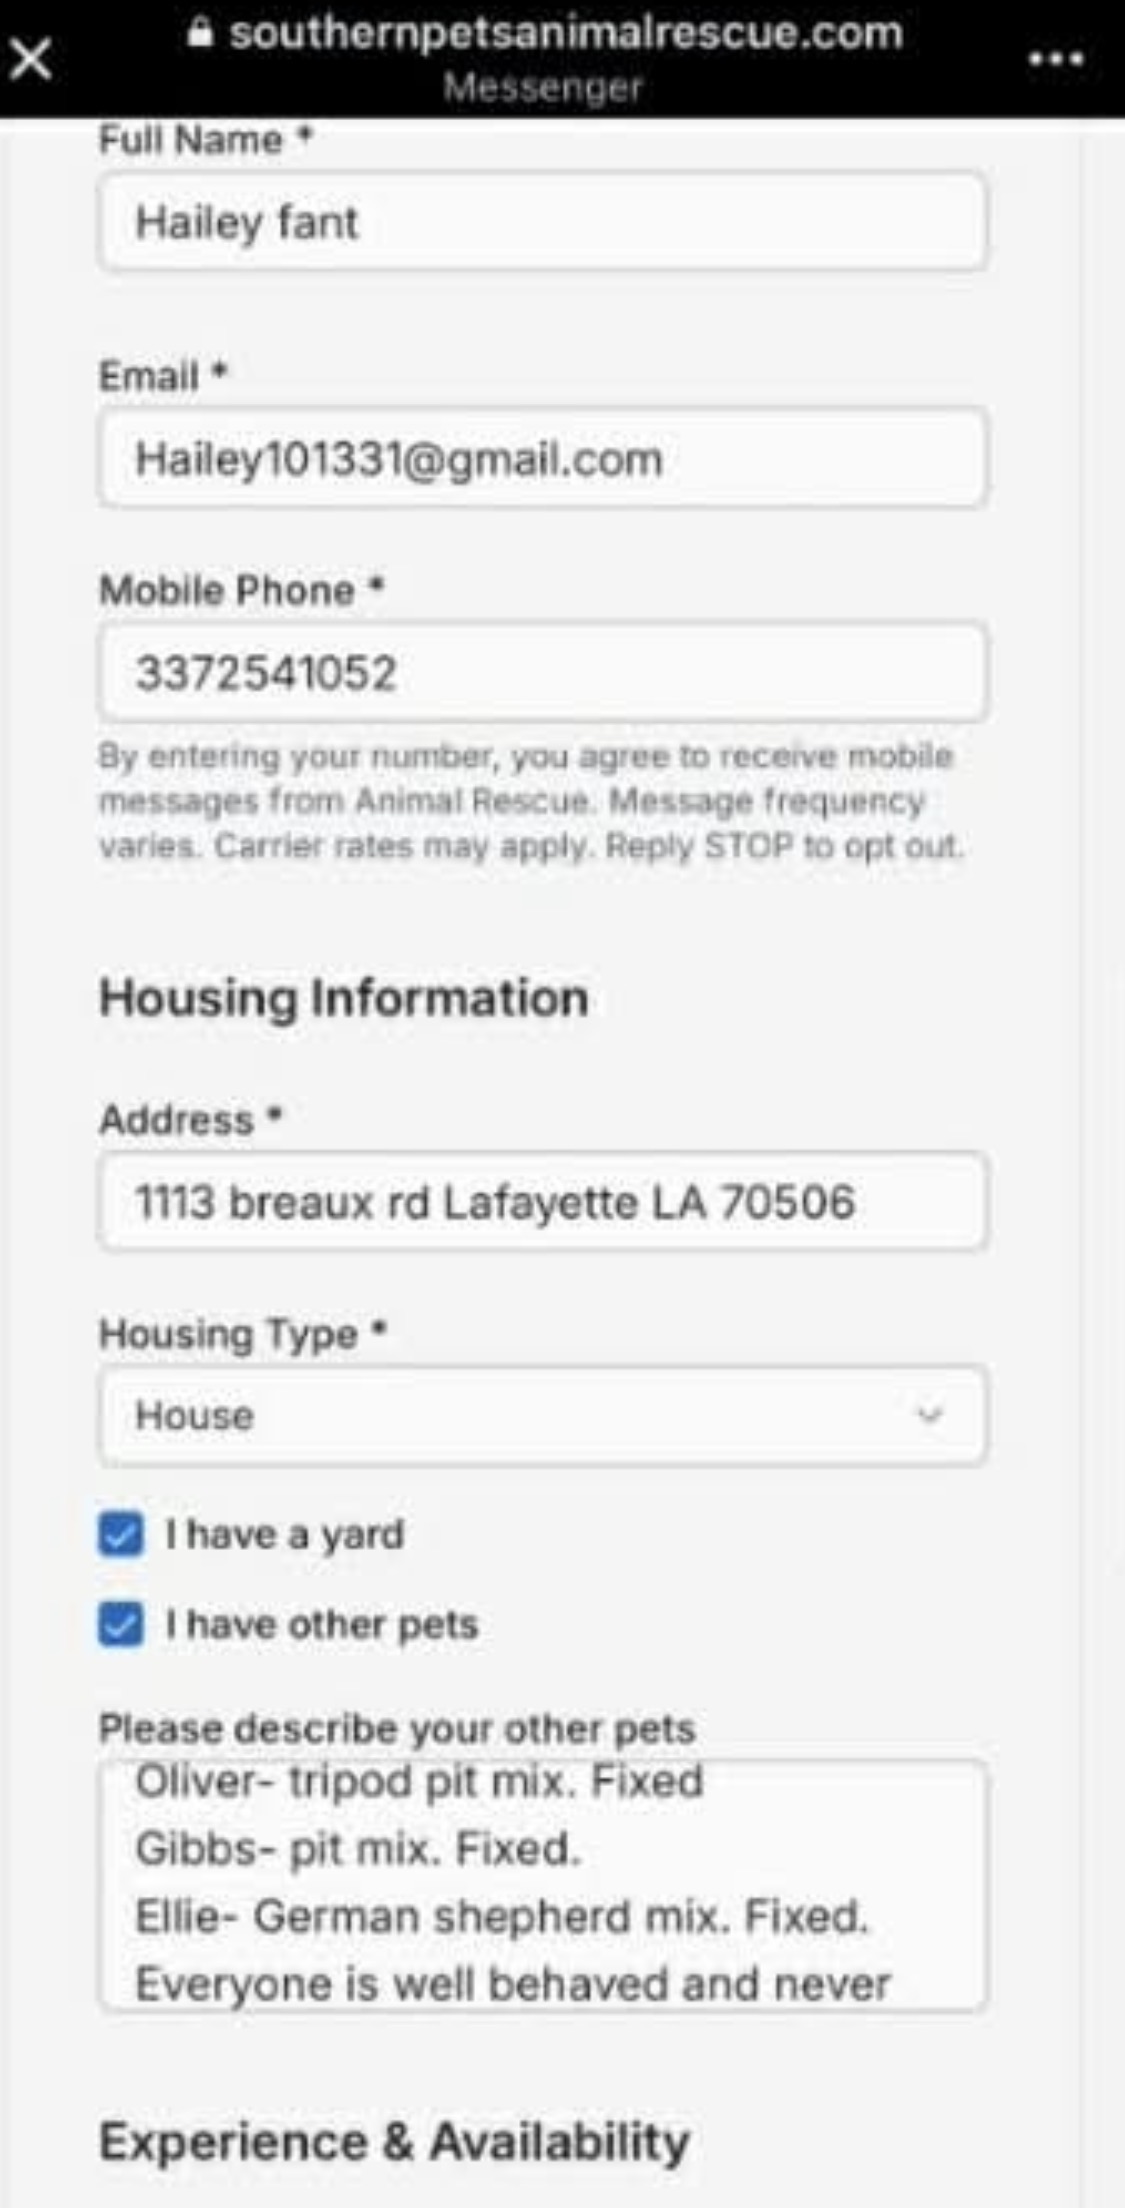 southernpetsanimalrescue.com
Messenger
Full Name *
Hailey fant
Email *
Hailey101331@gmail.com
Mobile Phone *
3372541052
By entering your number, you agree to receive mobile
messages from Animal Rescue. Message frequency
varies. Carrier rates may apply. Reply STOP to opt out.
Housing Information
Address *
1113 breaux rd Lafayette LA 70506
Housing Type *
House
I have a yard
I have other pets
Please describe your other pets
Oliver- tripod pit mix. Fixed
Gibbs- pit mix. Fixed.
Ellie- German shepherd mix. Fixed.
Everyone is well behaved and never
Experience & Availability